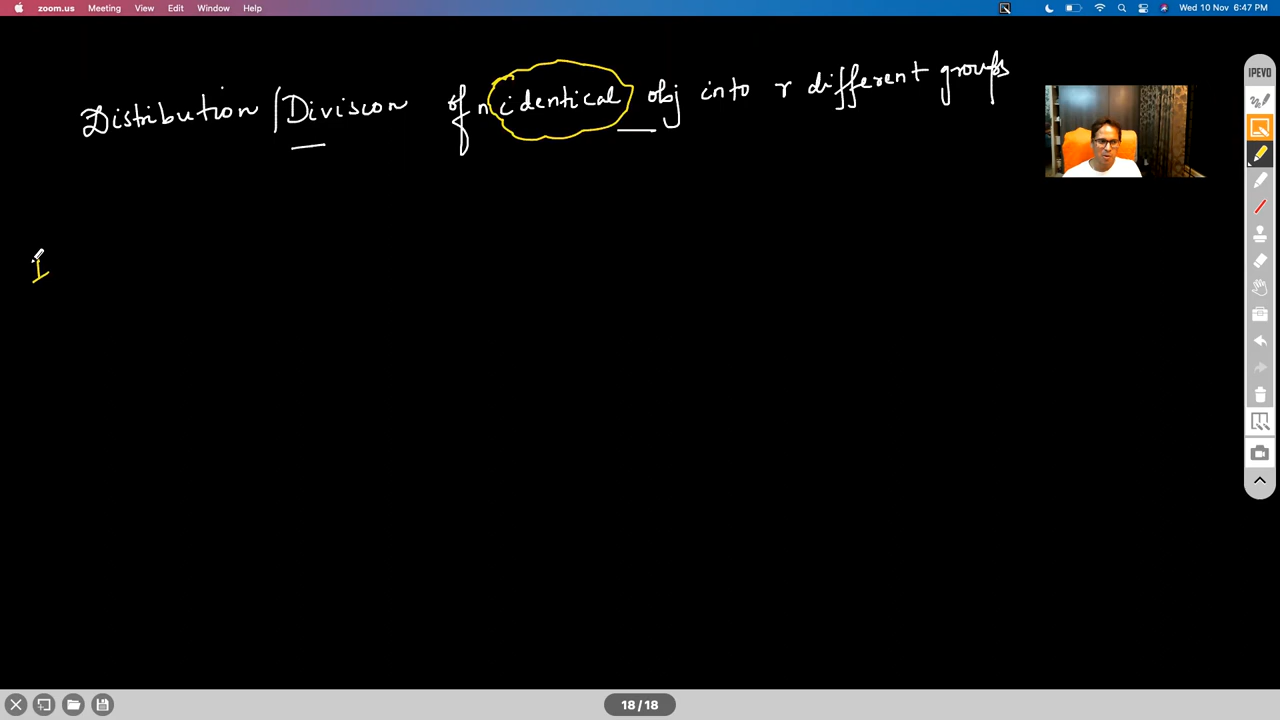 zoom.us Meeting View Edit Window Help Wed 10 Nov 6:47 PM
Distribution / Division of n identical obj into r different groups
IPEVO
I
18 / 18